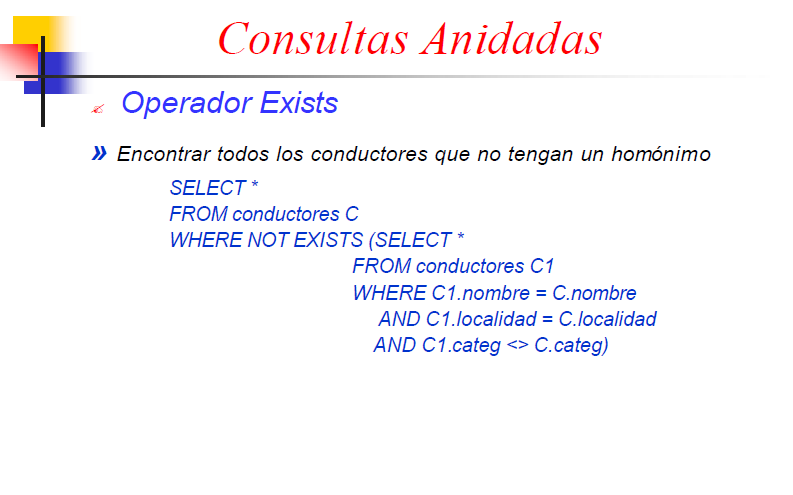 Consultas Anidadas
Operador Exists
» Encontrar todos los conductores que no tengan un homónimo
SELECT *
FROM conductores C
WHERE NOT EXISTS (SELECT *
FROM conductores C1
WHERE C1.nombre = C.nombre
AND C1.localidad = C.localidad
AND C1.categ <> C.categ)